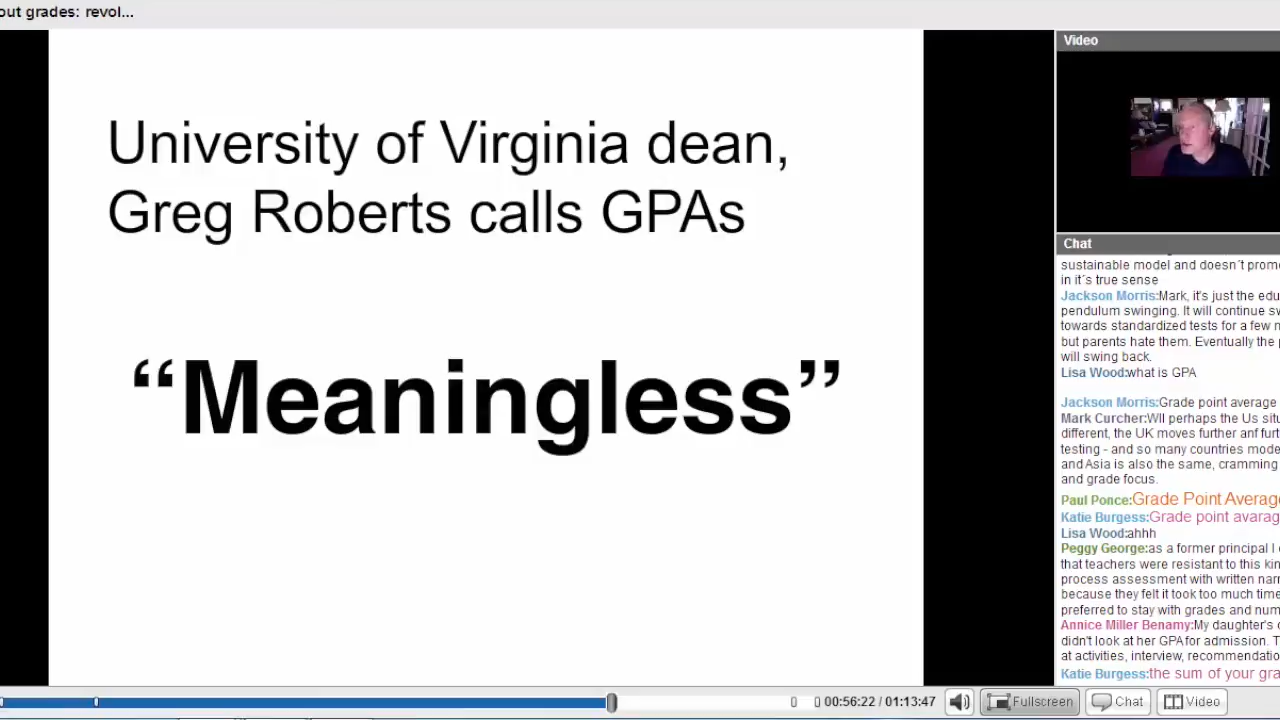 out grades: revol...
University of Virginia dean,
Greg Roberts calls GPAs
“Meaningless”
Video
Chat
sustainable model and doesn´t prom
in it´s true sense
Jackson Morris:Mark, it's just the edu
pendulum swinging. It will continue sw
towards standardized tests for a few
but parents hate them. Eventually the
will swing back.
Lisa Wood:what is GPA
Jackson Morris:Grade point average
Mark Curcher:WIl perhaps the Us situ
different, the UK moves further anf furt
testing - and so many countries mode
and Asia is also the same, cramming
and grade focus.
Paul Ponce:Grade Point Average
Katie Burgess:Grade point avarag
Lisa Wood:ahhh
Peggy George:as a former principal I
that teachers were resistant to this kin
process assessment with written nar
because they felt it took too much time
preferred to stay with grades and num
Annice Miller Benamy:My daughter's
didn't look at her GPA for admission. T
at activities, interview, recommendatio
Katie Burgess:the sum of your gra
00:56:22 / 01:13:47
Fullscreen
Chat
Video